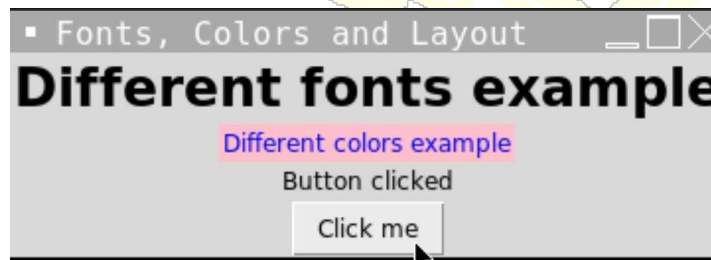 Fonts, Colors and Layout
Different fonts example
Different colors example
Button clicked
Click me